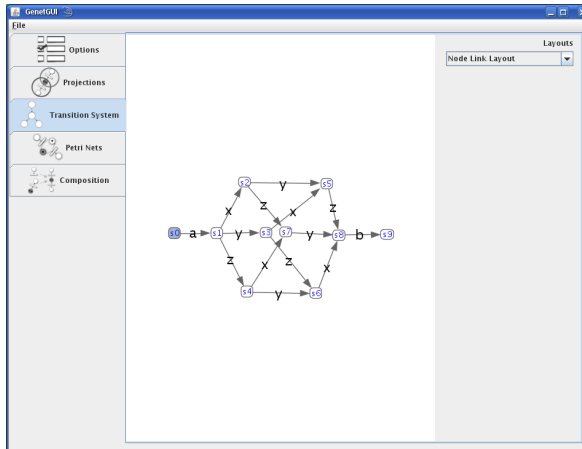 GenetGUI
File
Options
Projections
Transition System
Petri Nets
Composition
Layouts
Node Link Layout
s2 y s5
x z x z
s0 a s1 y s3 s7 y s8 b s9
z x z x
s4 y s6